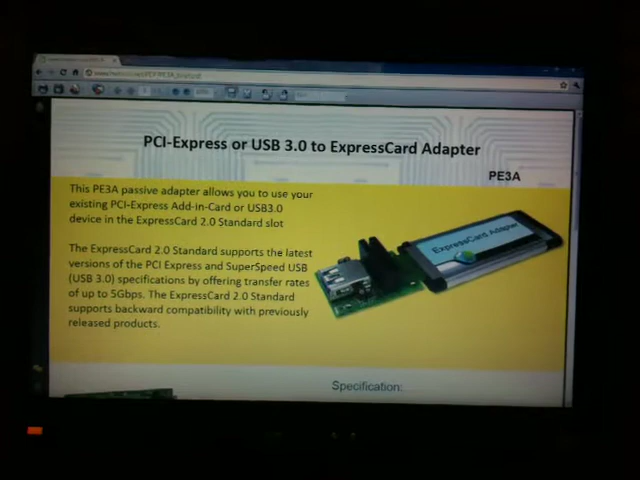 PCI-Express or USB 3.0 to ExpressCard Adapter
PE3A
This PE3A passive adapter allows you to use your
existing PCI-Express Add-in-Card or USB3.0
device in the ExpressCard 2.0 Standard slot
The ExpressCard 2.0 Standard supports the latest
versions of the PCI Express and SuperSpeed USB
(USB 3.0) specifications by offering transfer rates
of up to 5Gbps. The ExpressCard 2.0 Standard
supports backward compatibility with previously
released products.
ExpressCard Adapter
Specification: